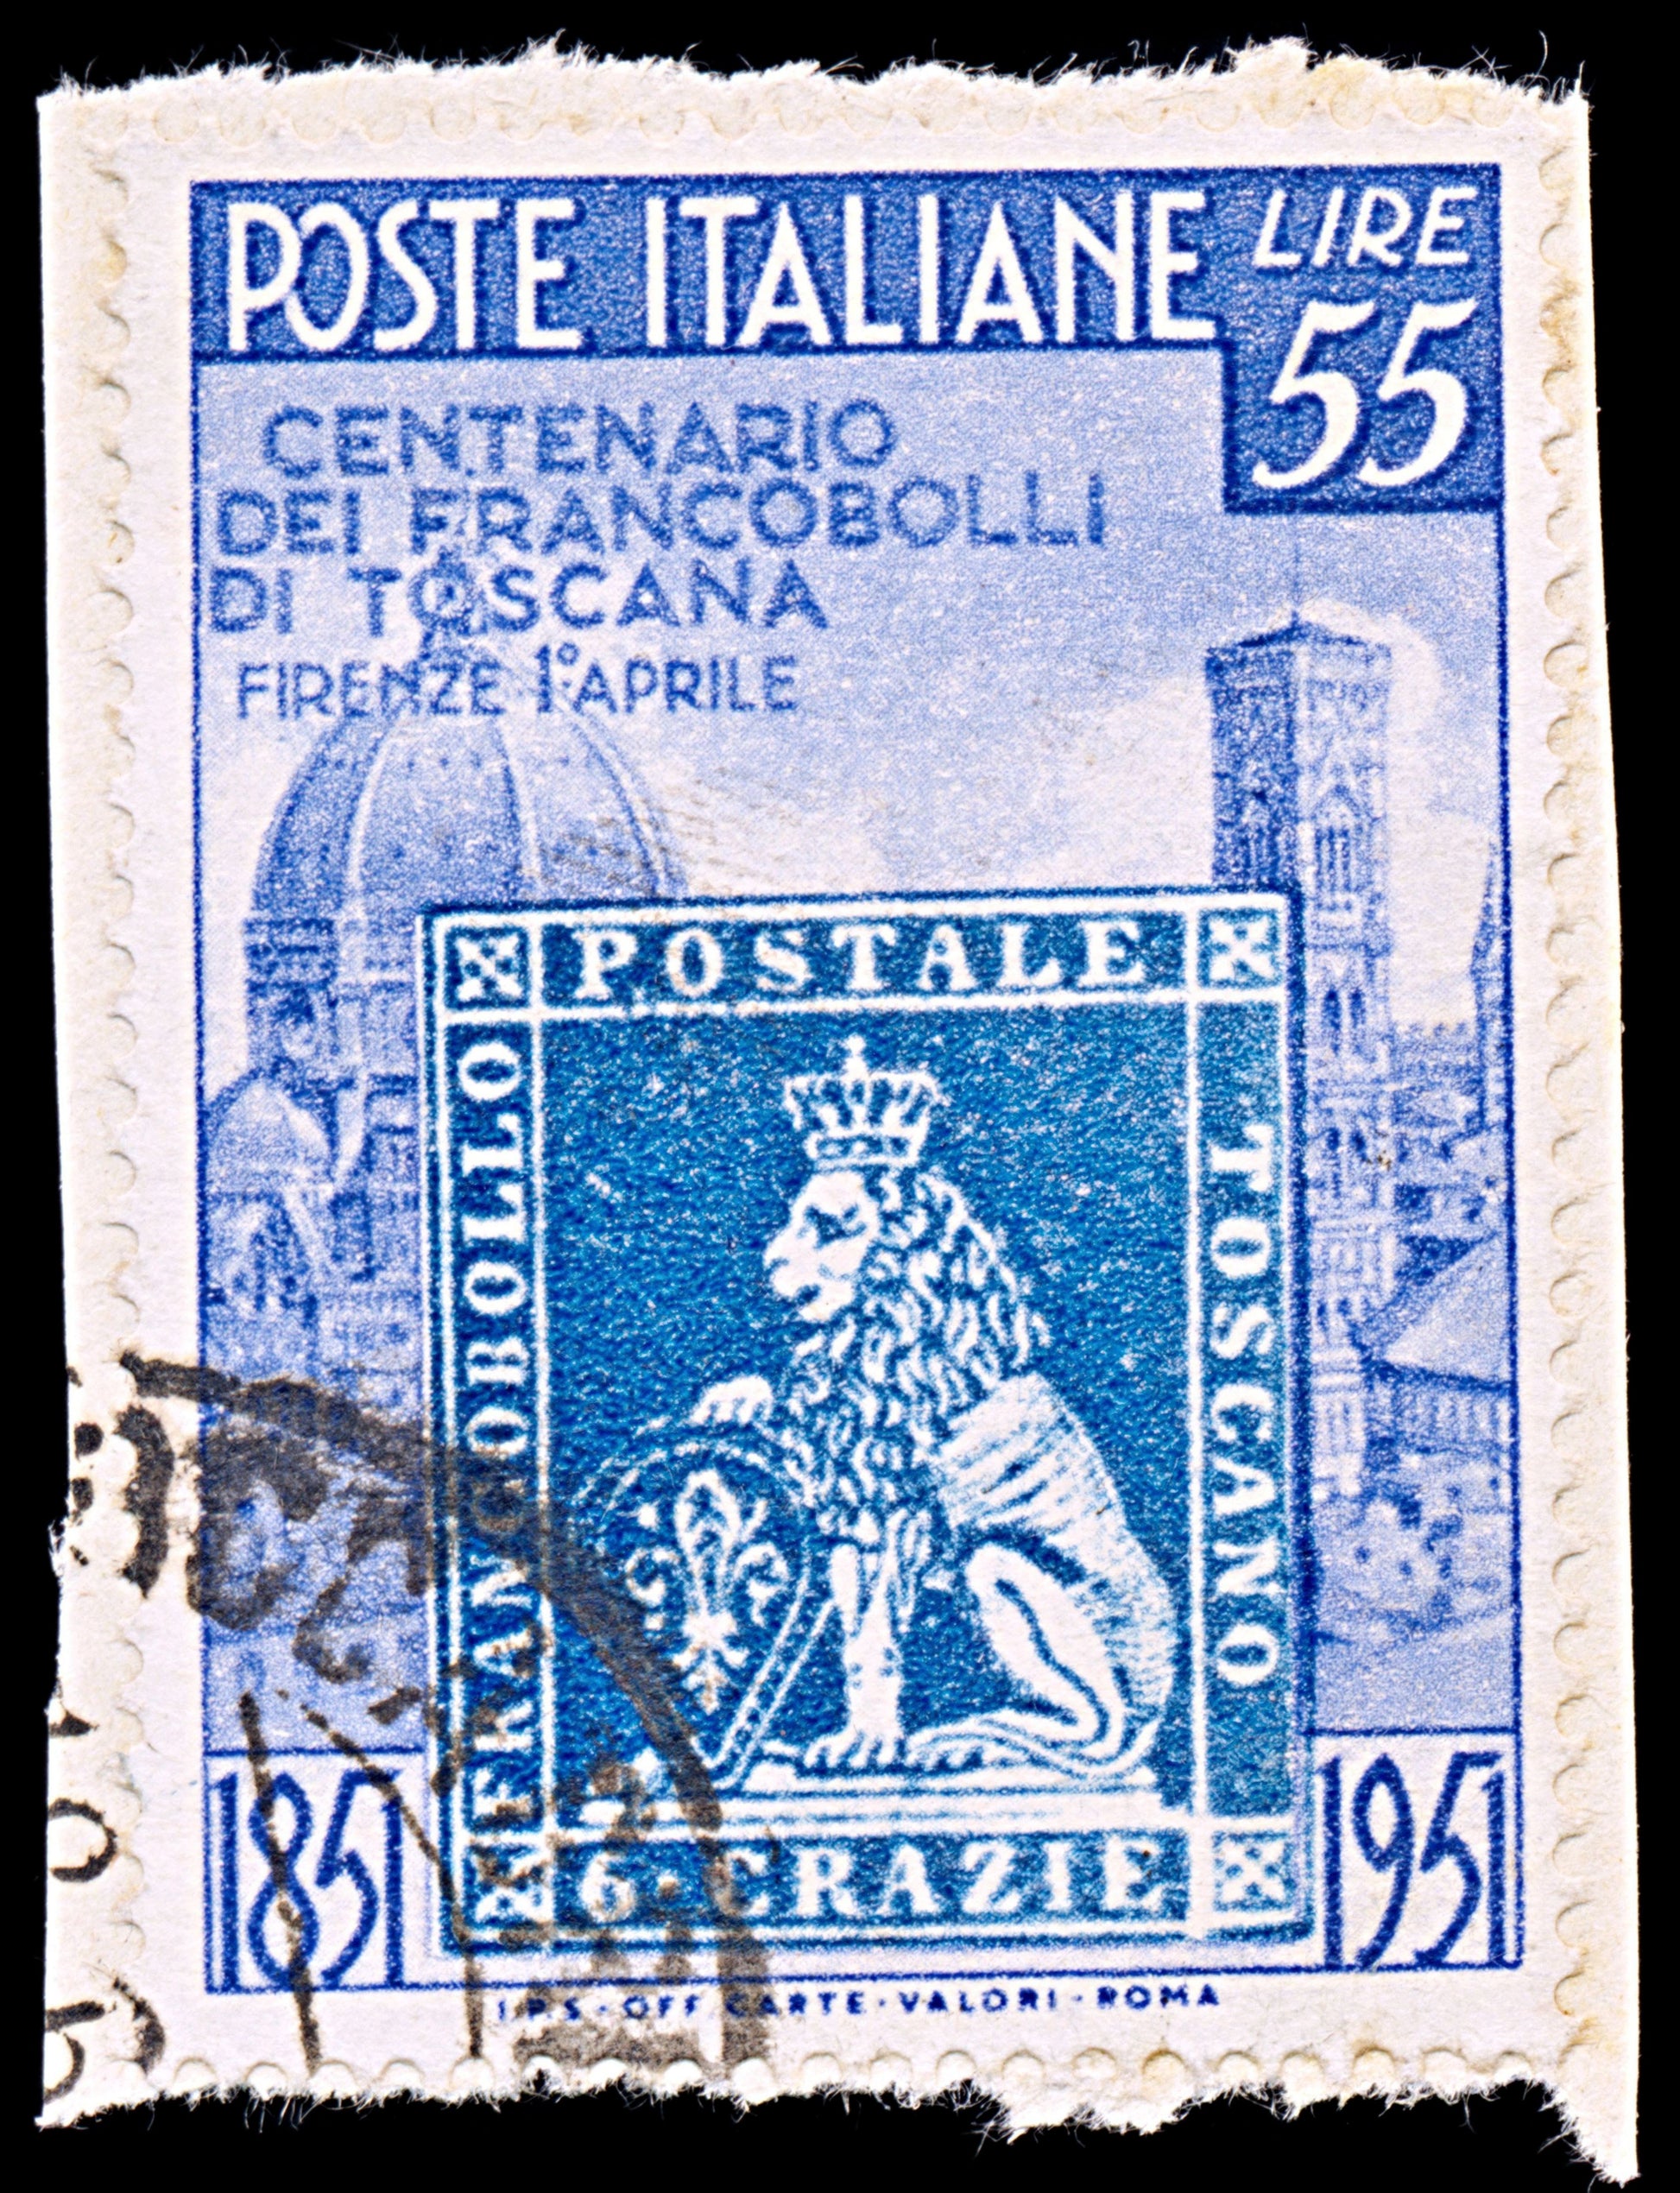 POSTE ITALIANE LIRE
55
CENTENARIO
DEI FRANCOBOLLI
DI TOSCANA
FIRENZE 1º APRILE
POSTALE
FRANCOBOLLO
TOSCANO
6·CRAZIE
1851
1951
I.P.S·OFF·CARTE·VALORI·ROMA